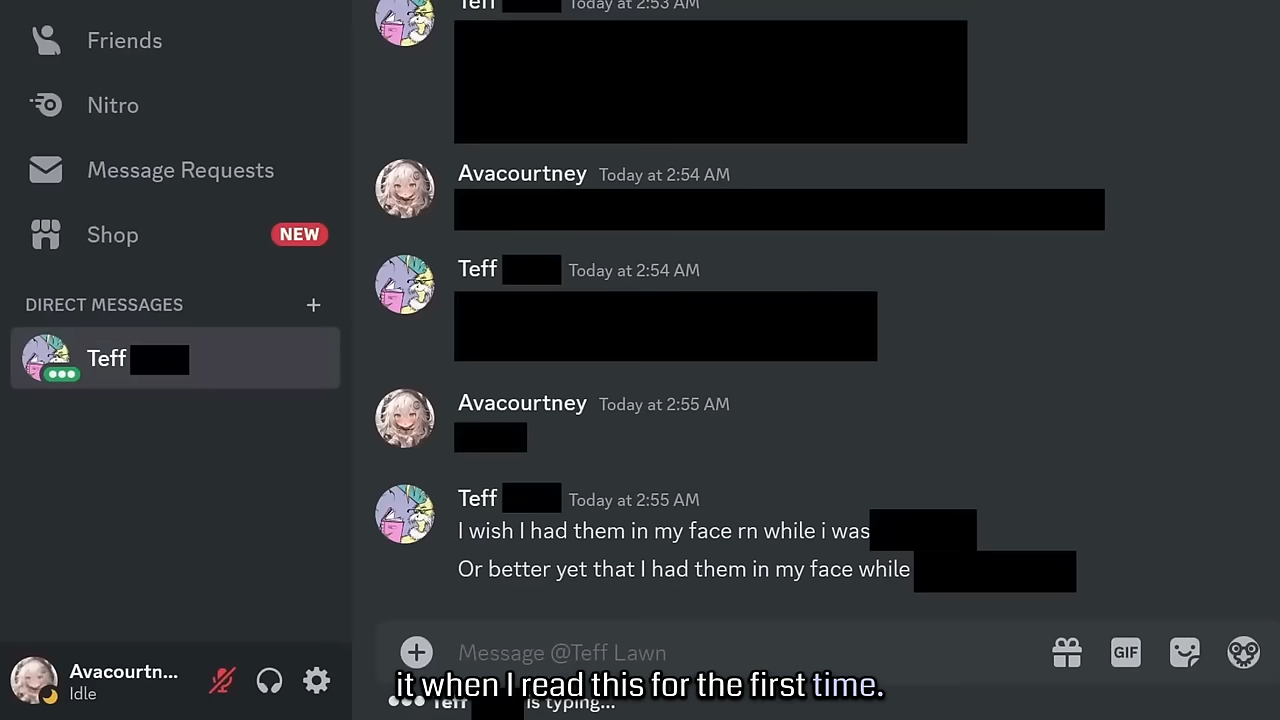 Friends
Nitro
Message Requests
Shop
NEW
DIRECT MESSAGES
Teff
Teff Today at 2:53 AM
Avacourtney Today at 2:54 AM
Teff Today at 2:54 AM
Avacourtney Today at 2:55 AM
Teff Today at 2:55 AM
I wish I had them in my face rn while i was
Or better yet that I had them in my face while
Message @Teff Lawn
GIF
it when I read this for the first time.
Teff is typing...
Avacourtn...
Idle